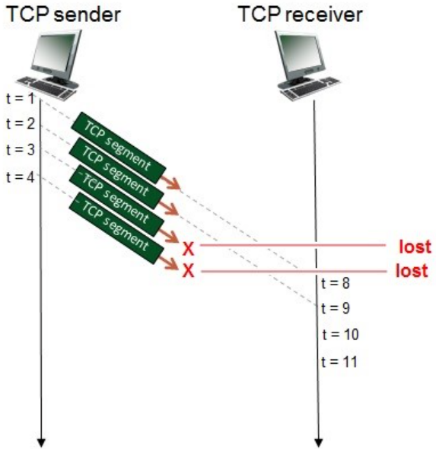 TCP sender
TCP receiver
t = 1
t = 2
t = 3
t = 4
TCP segment
TCP segment
TCP segment
TCP segment
X
lost
X
lost
t = 8
t = 9
t = 10
t = 11